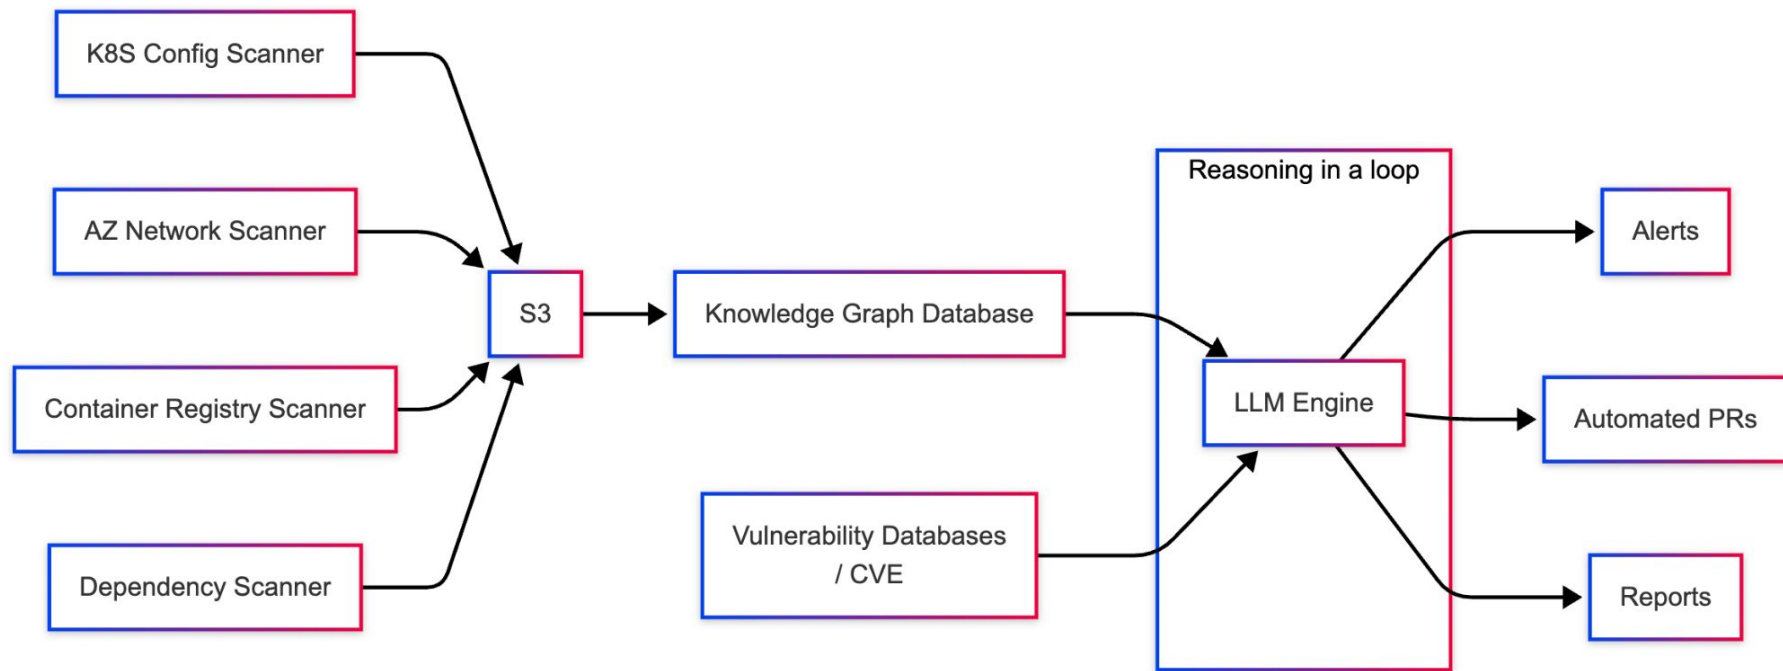 K8S Config Scanner
AZ Network Scanner
Container Registry Scanner
Dependency Scanner
S3
Knowledge Graph Database
Vulnerability Databases
/ CVE
Reasoning in a loop
LLM Engine
Alerts
Automated PRs
Reports